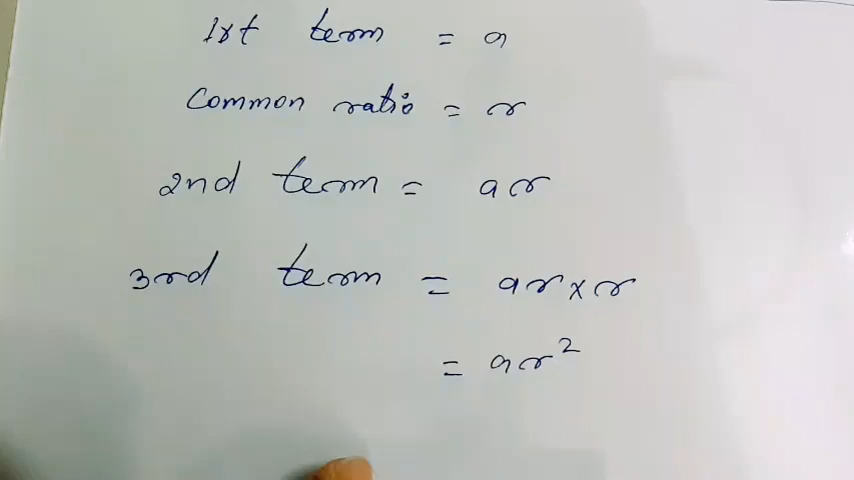 1st term = a
Common ratio = r
2nd term = ar
3rd term = ar × r
= ar²